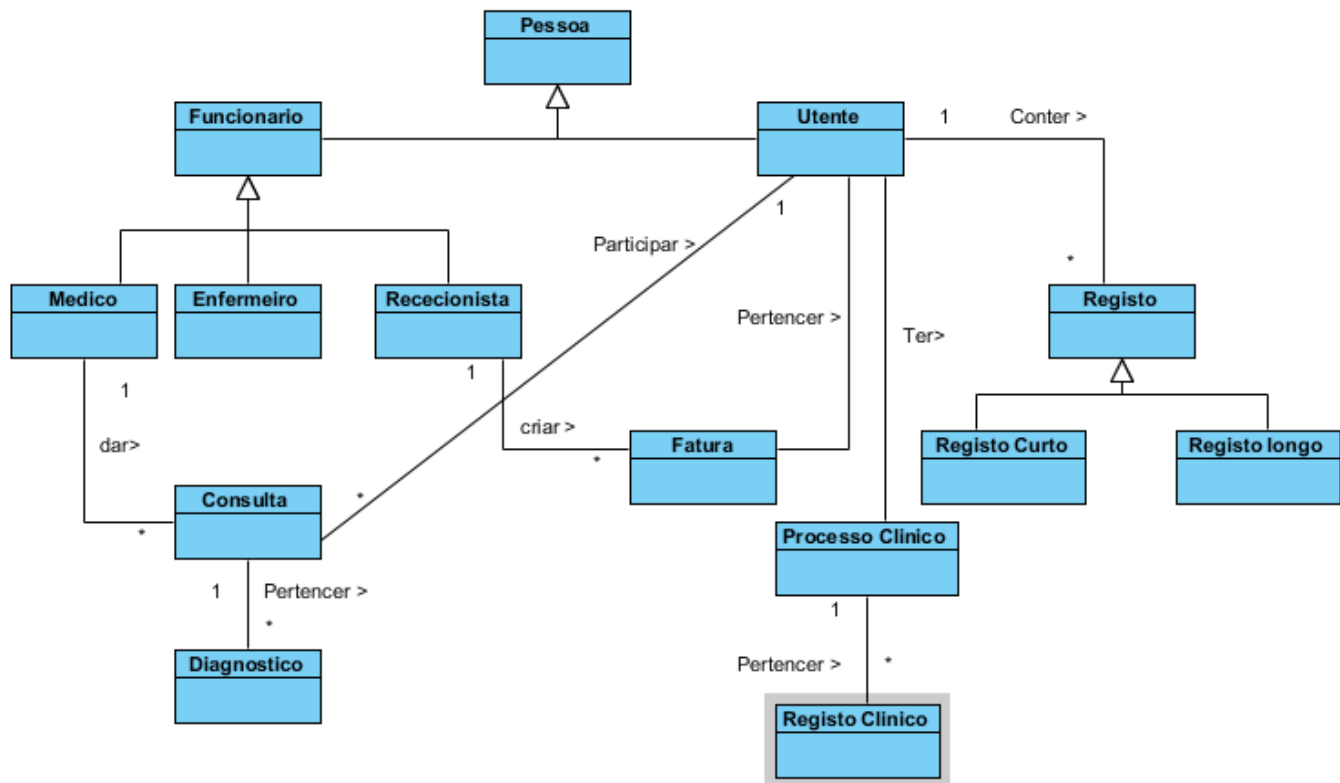 Pessoa
Funcionario
Utente
1
Conter >
1
Participar >
*
Medico
Enfermeiro
Rececionista
Registo
Pertencer >
Ter>
1
1
dar>
criar >
*
Fatura
Registo Curto
Registo longo
Consulta
*
*
Processo Clinico
1
Pertencer >
*
1
Diagnostico
Pertencer >
*
Registo Clinico